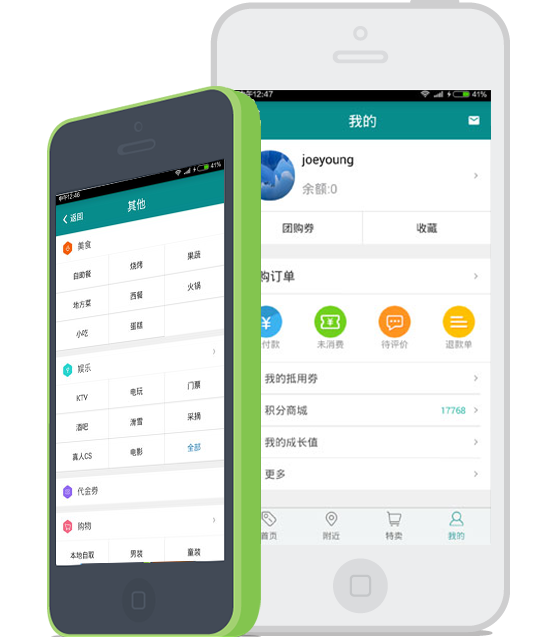 中午12:46
41%
返回
其他
美食
自助餐 烧烤 果蔬
地方菜 西餐 火锅
小吃 蛋糕
娱乐
KTV 电玩 门票
酒吧 滑雪 采摘
真人CS 电影 全部
代金券
购物
本地自取 男装 童装
午12:47
41%
我的
joeyoung
余额:0
团购券 收藏
购订单
付款 未消费 待评价 退款单
我的抵用券
积分商城 17768
我的成长值
更多
首页 附近 特卖 我的